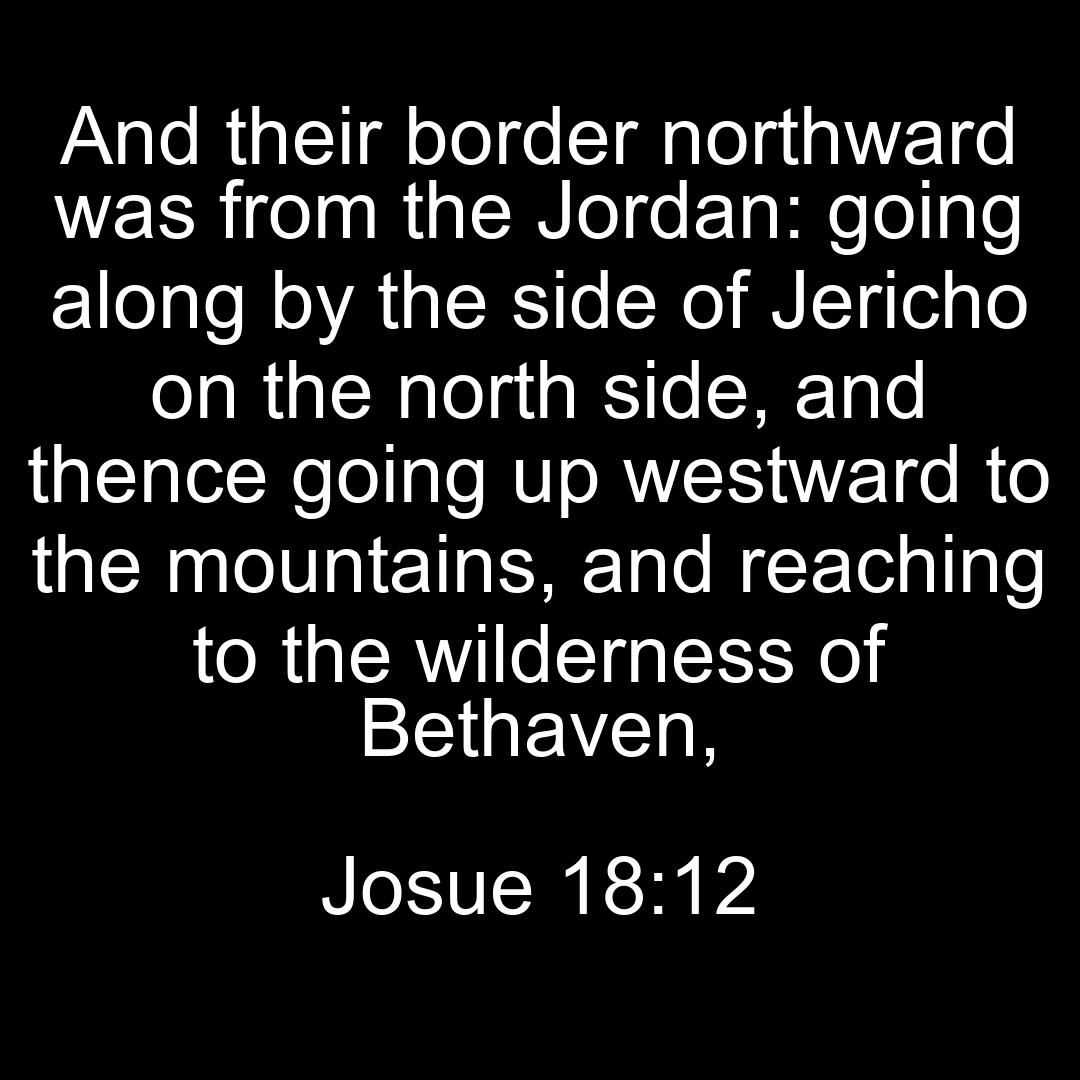 And their border northward
was from the Jordan: going
along by the side of Jericho
on the north side, and
thence going up westward to
the mountains, and reaching
to the wilderness of
Bethaven,
Josue 18:12